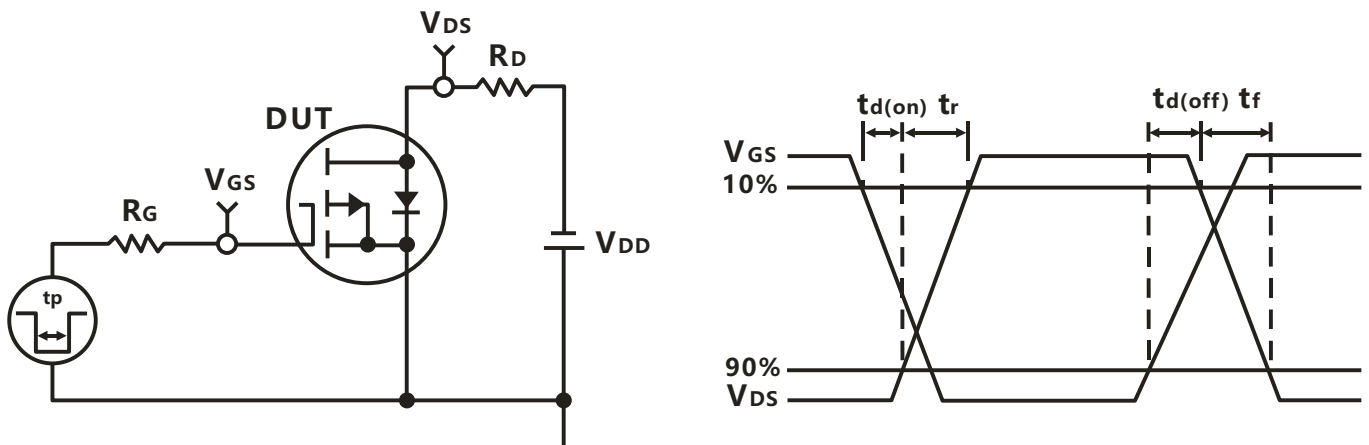 VDS
RD
DUT
VGS
RG
VDD
tp
td(on) tr
td(off) tf
VGS
10%
90%
VDS